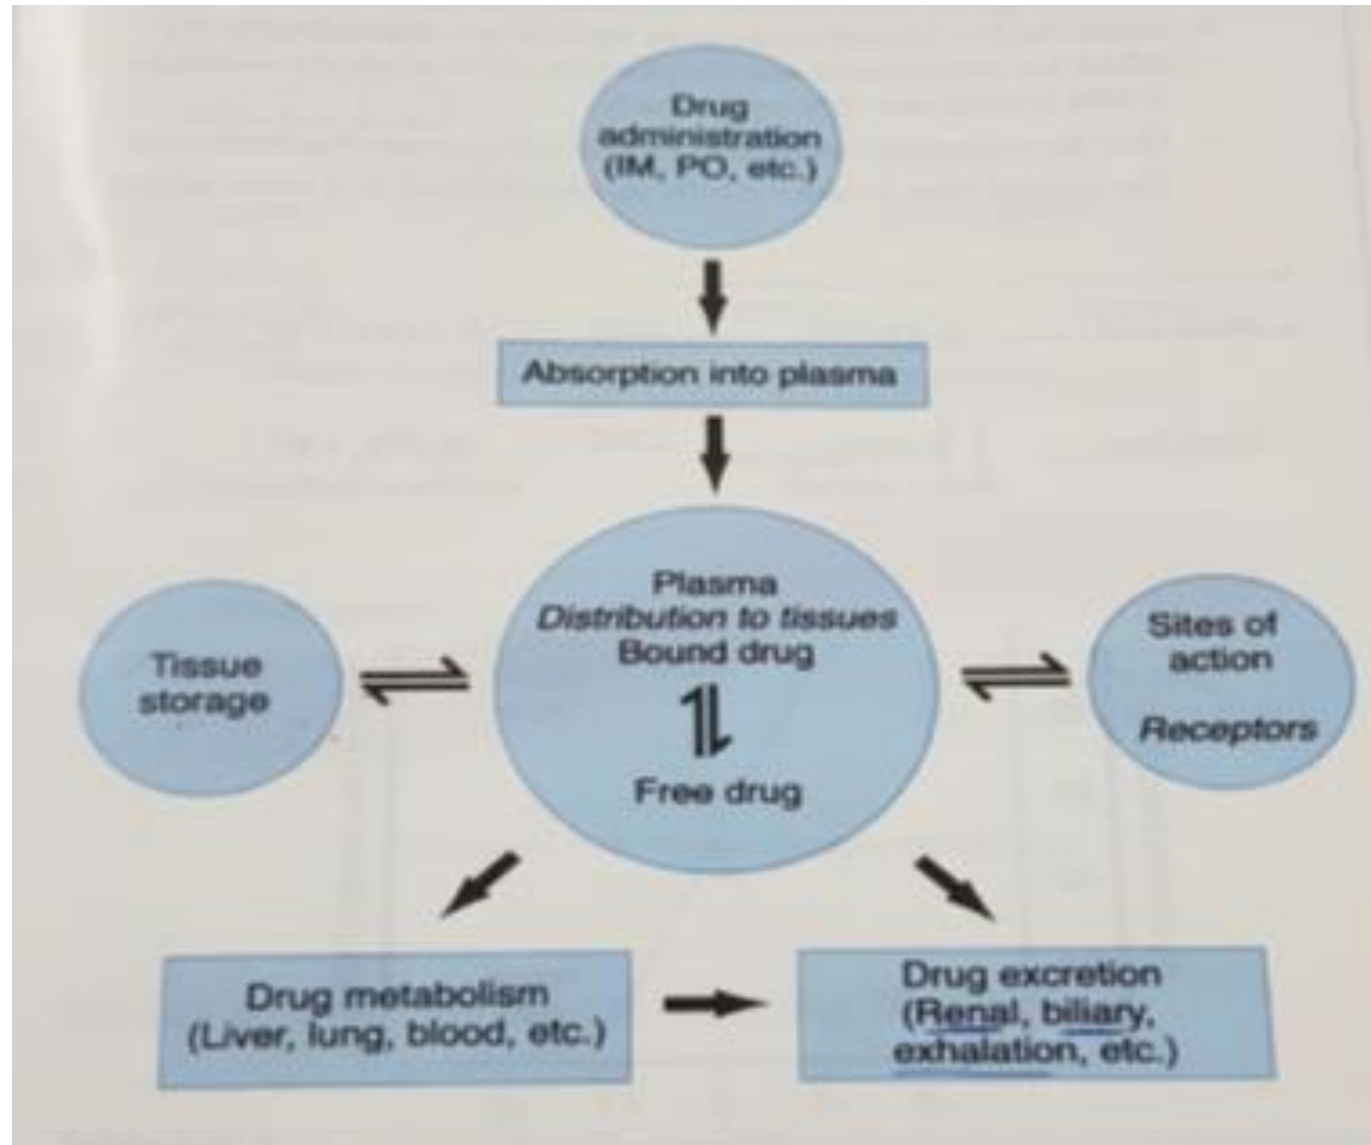 Drug
administration
(IM, PO, etc.)
Absorption into plasma
Plasma
Distribution to tissues
Bound drug
Free drug
Tissue
storage
Sites of
action
Receptors
Drug metabolism
(Liver, lung, blood, etc.)
Drug excretion
(Renal, biliary,
exhalation, etc.)